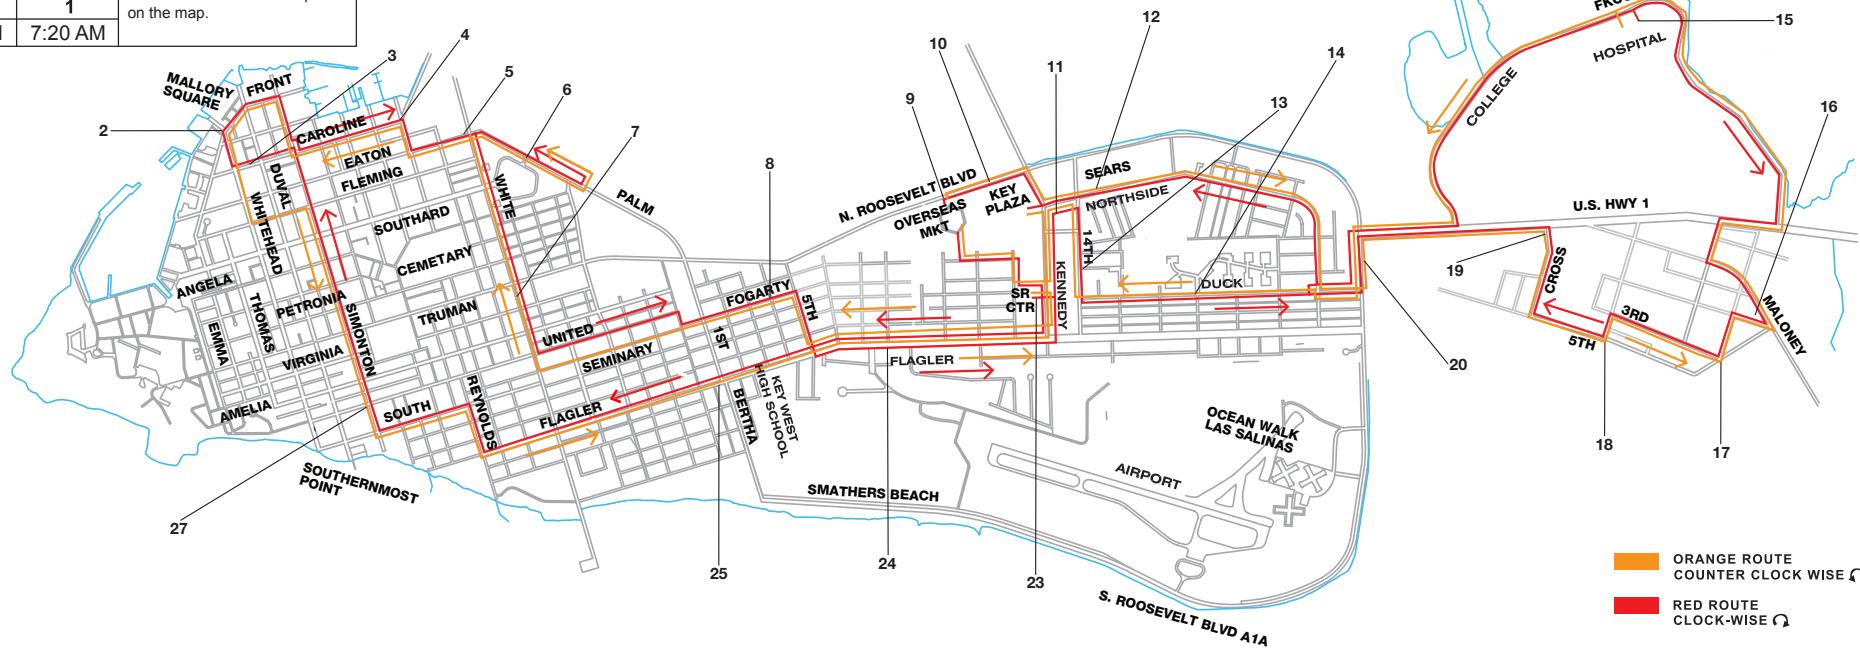 1
on the map.
7:20 AM
2
3
4
5
6
7
8
9
10
11
12
13
14
15
16
17
18
19
20
23
24
25
27
MALLORY
SQUARE
FRONT
CAROLINE
EATON
FLEMING
DUVAL
WHITEHEAD
SOUTHARD
CEMETARY
ANGELA
THOMAS
PETRONIA
EMMA
TRUMAN
VIRGINIA
SIMONTON
AMELIA
SOUTH
SOUTHERNMOST
POINT
REYNOLDS
WHITE
PALM
UNITED
SEMINARY
FLAGLER
FOGARTY
1ST
5TH
BERTHA
KEY WEST
HIGH SCHOOL
N. ROOSEVELT BLVD
OVERSEAS
MKT
KEY
PLAZA
SEARS
NORTHSIDE
14TH
KENNEDY
SR
CTR
DUCK
FLAGLER
SMATHERS BEACH
AIRPORT
OCEAN WALK
LAS SALINAS
S. ROOSEVELT BLVD A1A
COLLEGE
HOSPITAL
U.S. HWY 1
CROSS
3RD
5TH
MALONEY
ORANGE ROUTE
COUNTER CLOCK WISE
RED ROUTE
CLOCK-WISE